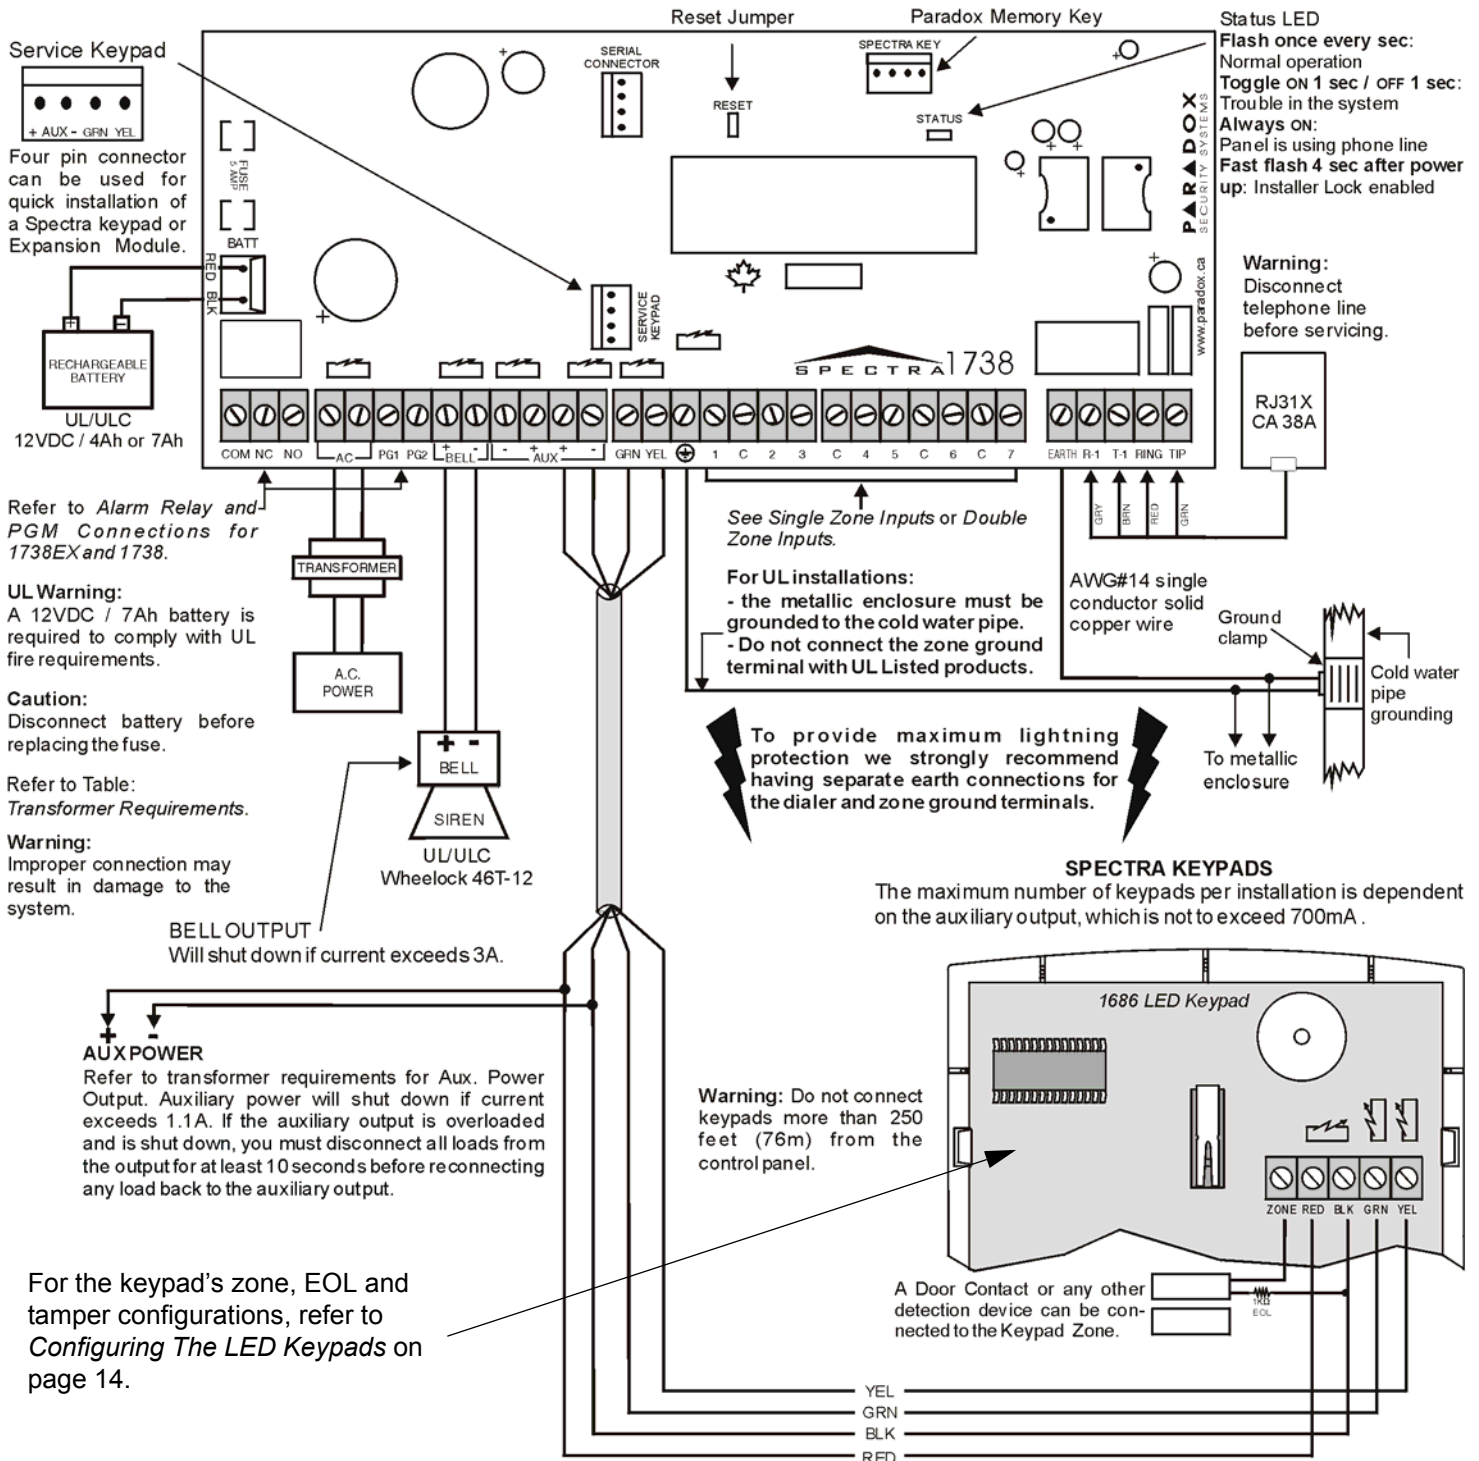 Reset Jumper
Paradox Memory Key
Status LED
Flash once every sec:
Normal operation
Toggle ON 1 sec / OFF 1 sec:
Trouble in the system
Always ON:
Panel is using phone line
Fast flash 4 sec after power
up: Installer Lock enabled
Service Keypad
+ AUX - GRN YEL
Four pin connector
can be used for
quick installation of
a Spectra keypad or
Expansion Module.
SERIAL
CONNECTOR
RESET
SPECTRA KEY
STATUS
PARADOX
SECURITY SYSTEMS
www.paradox.ca
FUSE
5 AMP
BATT
RED
BLK
+ -
RECHARGEABLE
BATTERY
UL/ULC
12VDC / 4Ah or 7Ah
SERVICE
KEYPAD
SPECTRA 1738
Warning:
Disconnect
telephone line
before servicing.
RJ31X
CA 38A
COM NC NO AC PG1 PG2 + BELL - - + AUX + - GRN YEL 1 C 2 3 C 4 5 C 6 C 7 EARTH R-1 T-1 RING TIP
GRY
BRN
RED
GRN
Refer to Alarm Relay and
PGM Connections for
1738EX and 1738.
See Single Zone Inputs or Double
Zone Inputs.
TRANSFORMER
A.C.
POWER
UL Warning:
A 12VDC / 7Ah battery is
required to comply with UL
fire requirements.
Caution:
Disconnect battery before
replacing the fuse.
Refer to Table:
Transformer Requirements.
Warning:
Improper connection may
result in damage to the
system.
For UL installations:
- the metallic enclosure must be
grounded to the cold water pipe.
- Do not connect the zone ground
terminal with UL Listed products.
AWG#14 single
conductor solid
copper wire
Ground
clamp
Cold water
pipe
grounding
To metallic
enclosure
To provide maximum lightning
protection we strongly recommend
having separate earth connections for
the dialer and zone ground terminals.
+ -
BELL
SIREN
UL/ULC
Wheelock 46T-12
BELL OUTPUT
Will shut down if current exceeds 3A.
SPECTRA KEYPADS
The maximum number of keypads per installation is dependent
on the auxiliary output, which is not to exceed 700mA .
+ -
AUX POWER
Refer to transformer requirements for Aux. Power
Output. Auxiliary power will shut down if current
exceeds 1.1A. If the auxiliary output is overloaded
and is shut down, you must disconnect all loads from
the output for at least 10 seconds before reconnecting
any load back to the auxiliary output.
1686 LED Keypad
Warning: Do not connect
keypads more than 250
feet (76m) from the
control panel.
ZONE RED BLK GRN YEL
For the keypad's zone, EOL and
tamper configurations, refer to
Configuring The LED Keypads on
page 14.
A Door Contact or any other
detection device can be con-
nected to the Keypad Zone.
1KΩ
EOL
YEL
GRN
BLK
RED